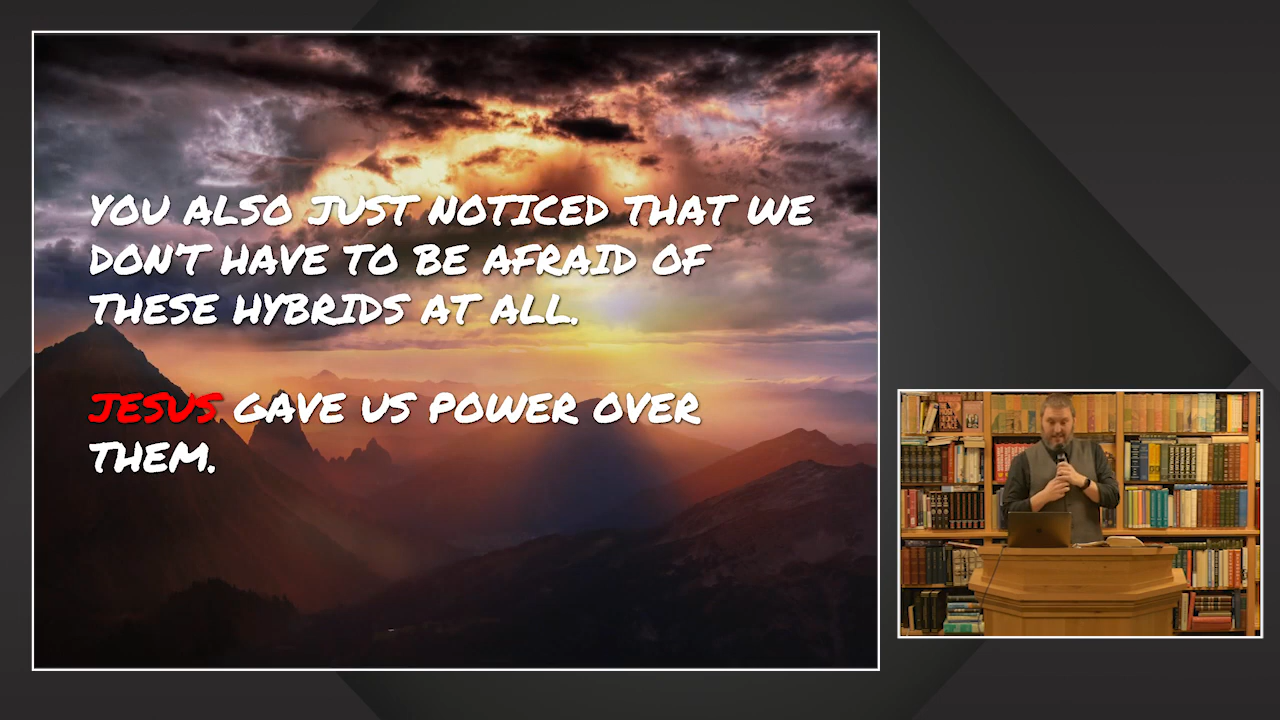 YOU ALSO JUST NOTICED THAT WE
DON'T HAVE TO BE AFRAID OF
THESE HYBRIDS AT ALL.
JESUS GAVE US POWER OVER
THEM.